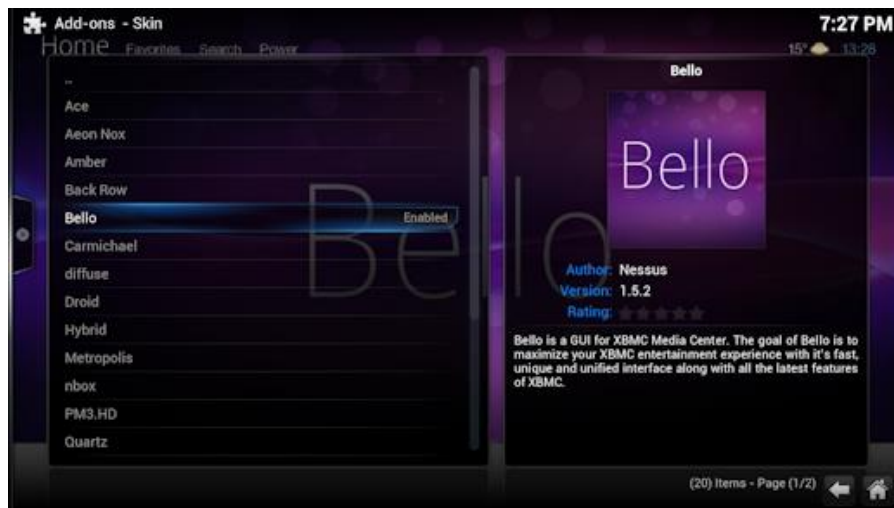 Add-ons - Skin
7:27 PM
Home Favorites Search Power
15° 13:28
..
Ace
Aeon Nox
Amber
Back Row
Bello Enabled
Carmichael
diffuse
Droid
Hybrid
Metropolis
nbox
PM3.HD
Quartz
Bello
Bello
Bello
Author: Nessus
Version: 1.5.2
Rating:
Bello is a GUI for XBMC Media Center. The goal of Bello is to
maximize your XBMC entertainment experience with it's fast,
unique and unified interface along with all the latest features
of XBMC.
(20) Items - Page (1/2)